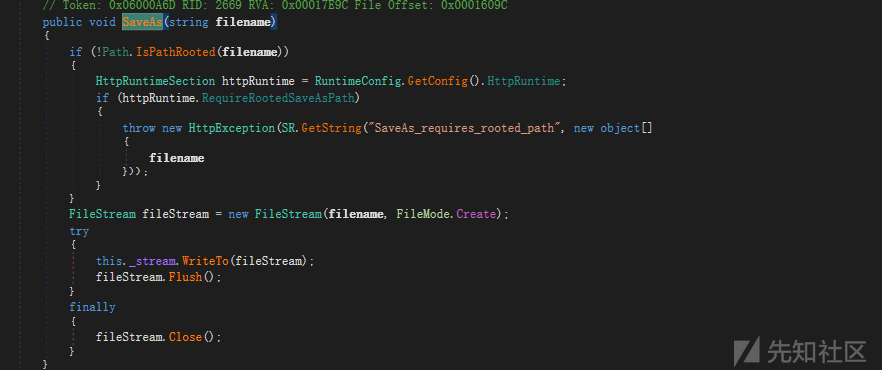 // Token: 0x06000A6D RID: 2669 RVA: 0x00017B9C File Offset: 0x0001609C
public void SaveAs(string filename)
{
if (!Path.IsPathRooted(filename))
{
HttpRuntimeSection httpRuntime = RuntimeConfig.GetConfig().HttpRuntime;
if (httpRuntime.RequireRootedSaveAsPath)
{
throw new HttpException(SR.GetString("SaveAs_requires_rooted_path", new object[]
{
filename
}));
}
}
FileStream fileStream = new FileStream(filename, FileMode.Create);
try
{
this._stream.WriteTo(fileStream);
fileStream.Flush();
}
finally
{
fileStream.Close();
}
}
先知社区